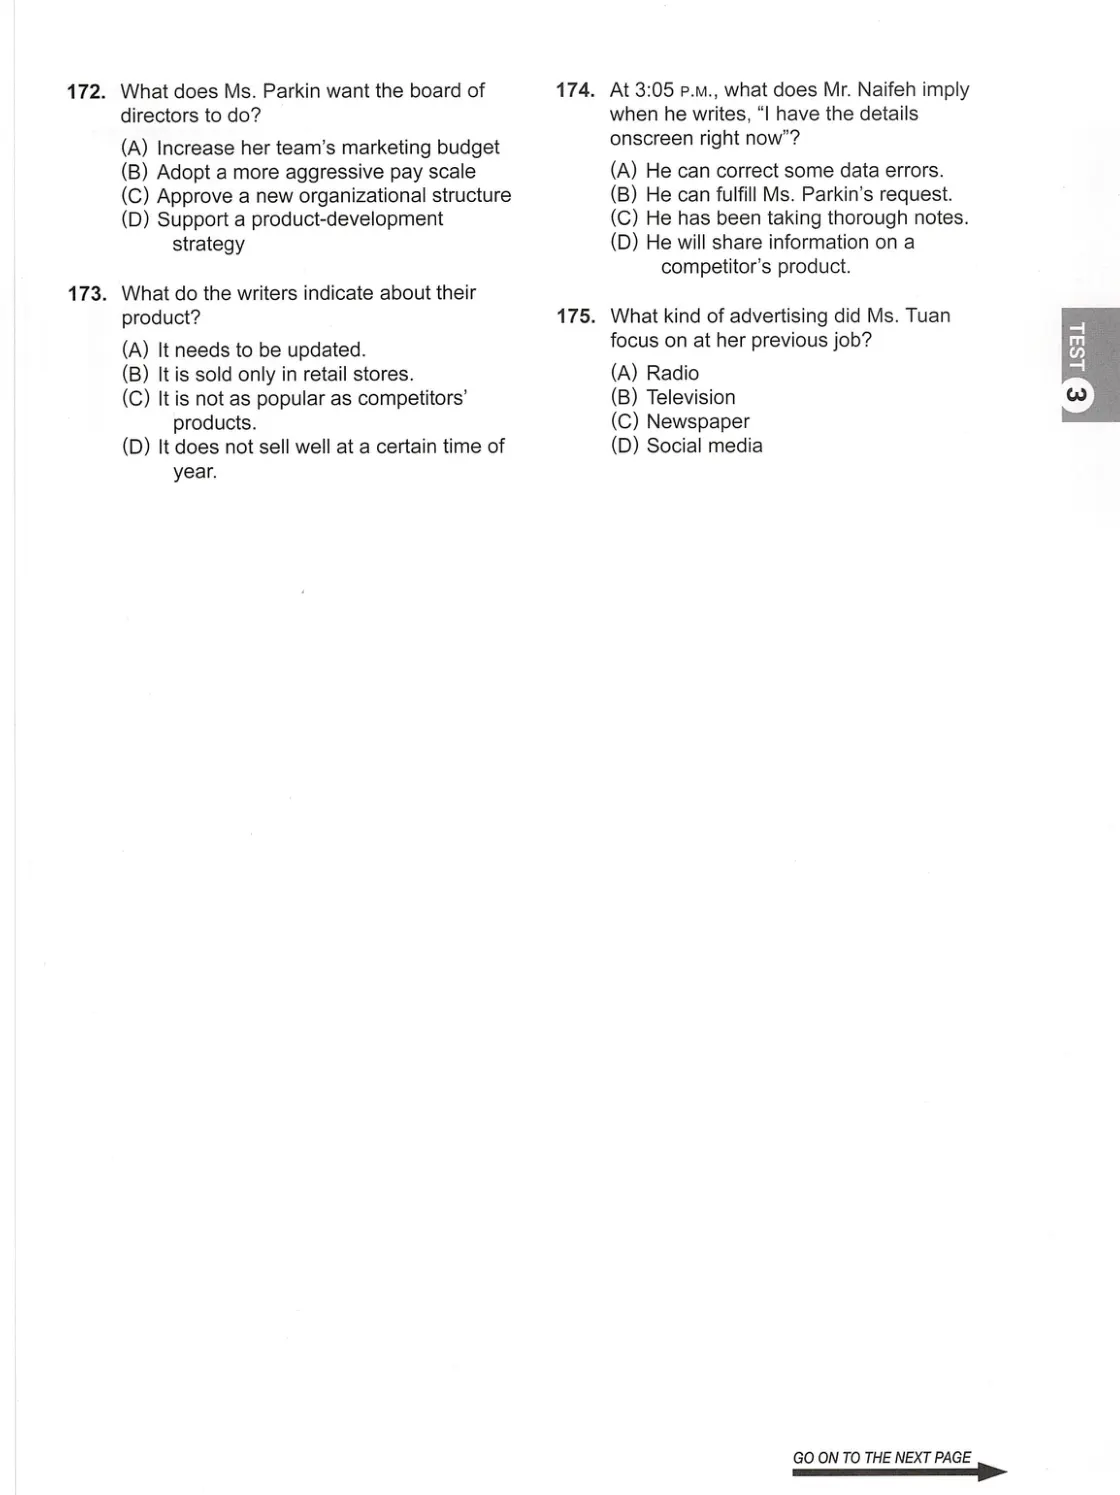 172. What does Ms. Parkin want the board of
directors to do?
(A) Increase her team's marketing budget
(B) Adopt a more aggressive pay scale
(C) Approve a new organizational structure
(D) Support a product-development
strategy
173. What do the writers indicate about their
product?
(A) It needs to be updated.
(B) It is sold only in retail stores.
(C) It is not as popular as competitors'
products.
(D) It does not sell well at a certain time of
year.
174. At 3:05 P.M., what does Mr. Naifeh imply
when he writes, “I have the details
onscreen right now”?
(A) He can correct some data errors.
(B) He can fulfill Ms. Parkin's request.
(C) He has been taking thorough notes.
(D) He will share information on a
competitor's product.
175. What kind of advertising did Ms. Tuan
focus on at her previous job?
(A) Radio
(B) Television
(C) Newspaper
(D) Social media
TEST 3
GO ON TO THE NEXT PAGE